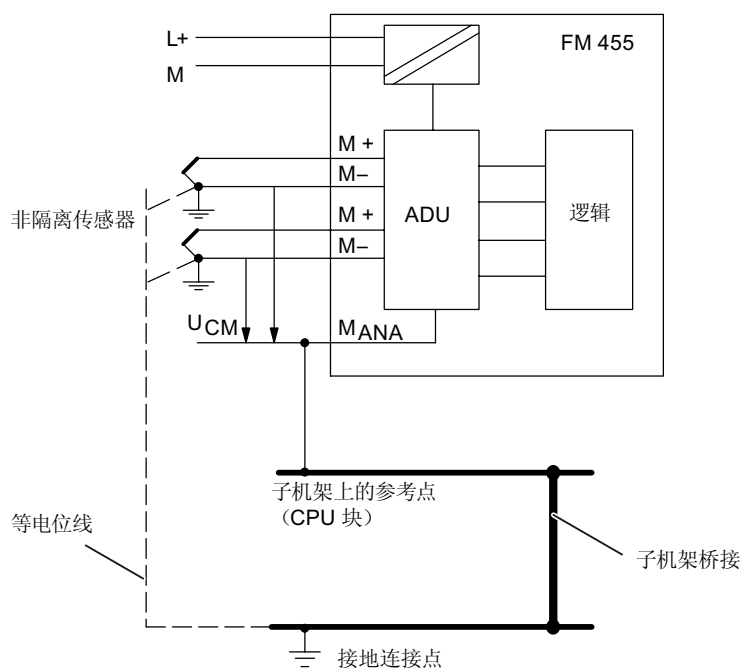 L+
FM 455
M
M +
M–
ADU
逻辑
非隔离传感器
M +
M–
UCM
MANA
子机架上的参考点
（CPU 块）
等电位线
子机架桥接
接地连接点